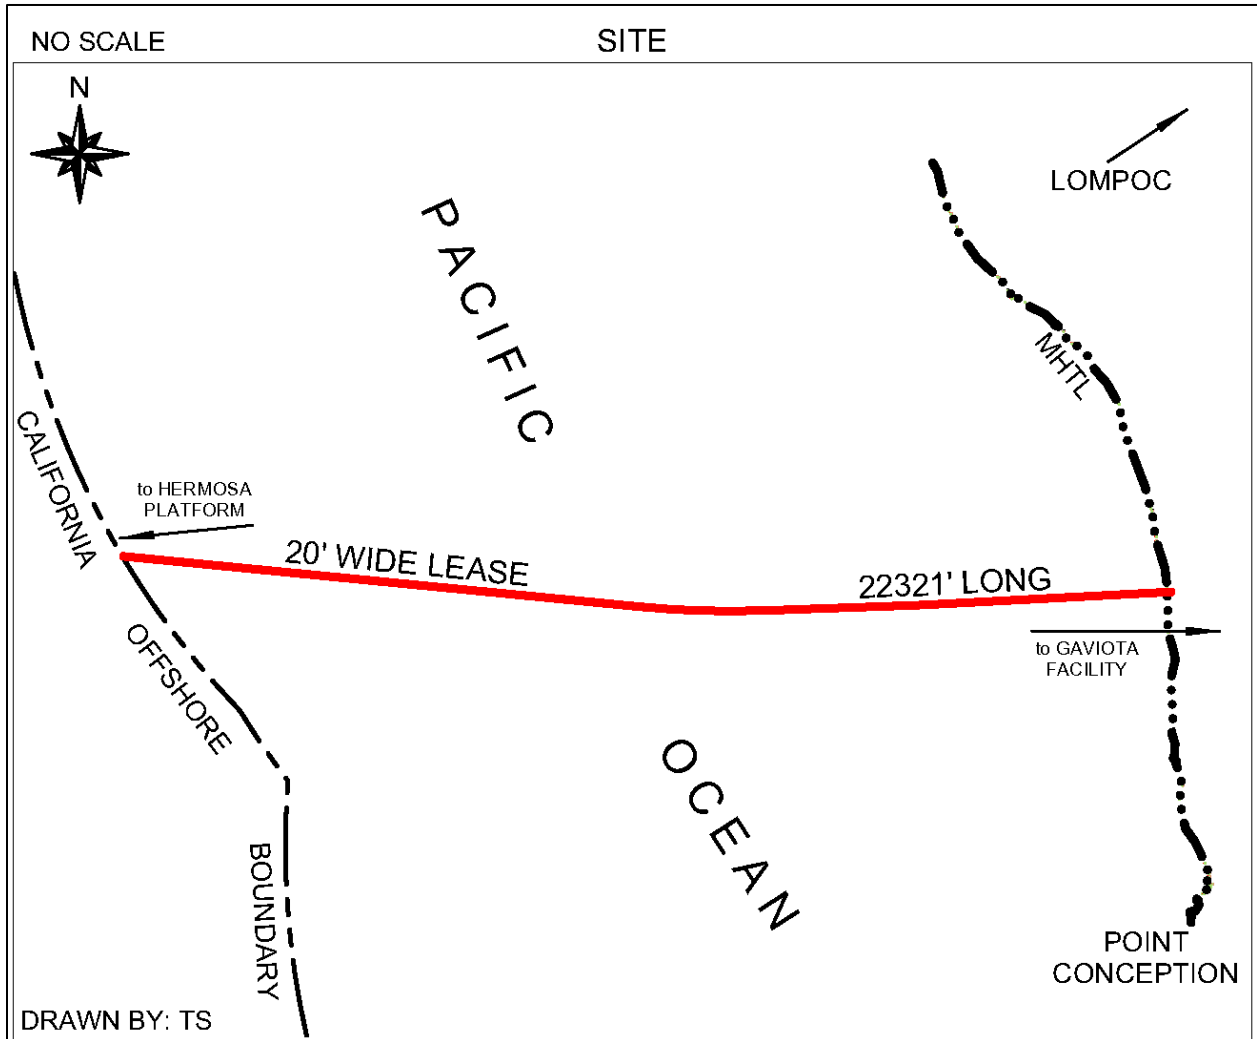 NO SCALE
SITE
N
LOMPOC
PACIFIC
MHTL
CALIFORNIA
to HERMOSA
PLATFORM
20' WIDE LEASE
22321' LONG
OFFSHORE
to GAVIOTA
FACILITY
OCEAN
BOUNDARY
POINT
CONCEPTION
DRAWN BY: TS